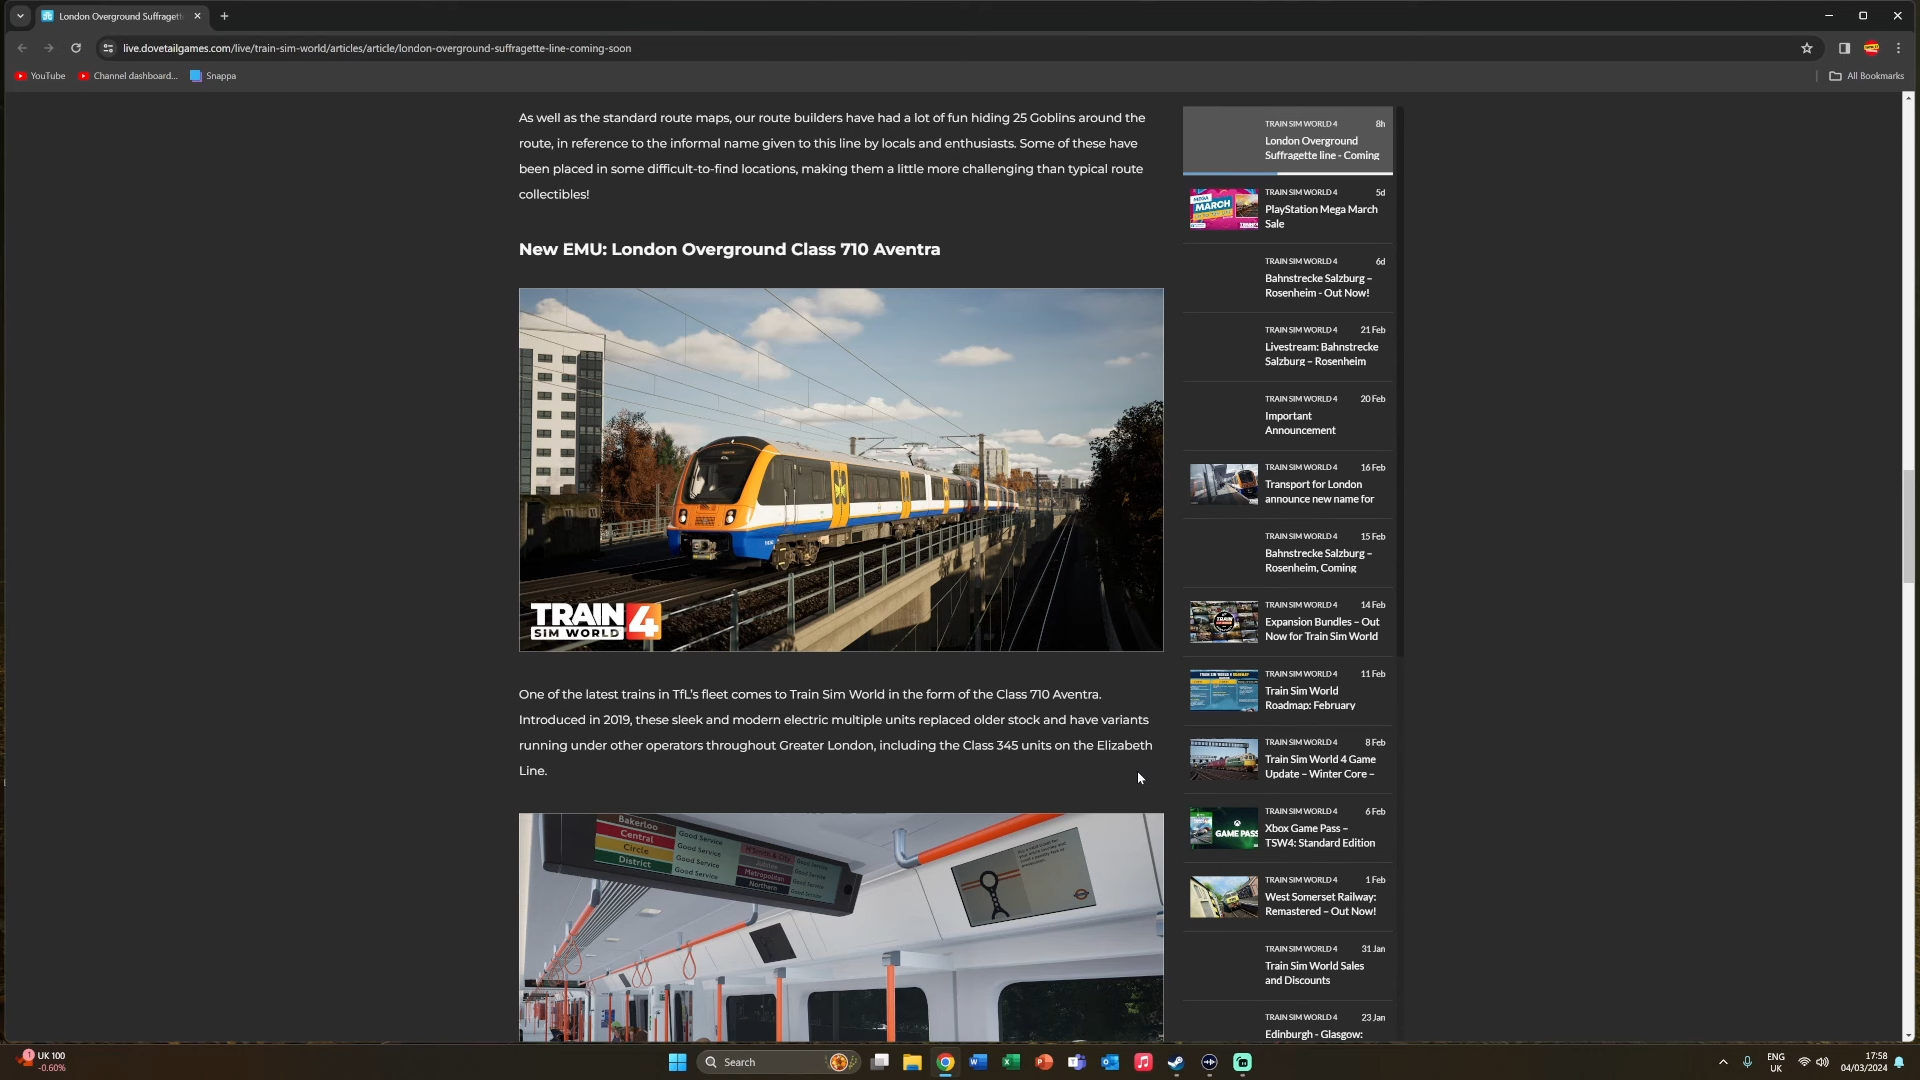 London Overground Suffragett
live.dovetailgames.com/live/train-sim-world/articles/article/london-overground-suffragette-line-coming-soon
YouTube
Channel dashboard...
Snappa
All Bookmarks
As well as the standard route maps, our route builders have had a lot of fun hiding 25 Goblins around the
route, in reference to the informal name given to this line by locals and enthusiasts. Some of these have
been placed in some difficult-to-find locations, making them a little more challenging than typical route
collectibles!
New EMU: London Overground Class 710 Aventra
TRAIN 4
SIM WORLD
One of the latest trains in TfL's fleet comes to Train Sim World in the form of the Class 710 Aventra.
Introduced in 2019, these sleek and modern electric multiple units replaced older stock and have variants
running under other operators throughout Greater London, including the Class 345 units on the Elizabeth
Line.
Bakerloo Good Service
Central Good Service
Circle Good Service
District Good Service
Metropolitan Good Service
Northern Good Service
TRAIN SIM WORLD 4 8h
London Overground
Suffragette line - Coming
TRAIN SIM WORLD 4 5d
PlayStation Mega March
Sale
MEGA
MARCH
TRAIN SIM WORLD 4 6d
Bahnstrecke Salzburg –
Rosenheim - Out Now!
TRAIN SIM WORLD 4 21 Feb
Livestream: Bahnstrecke
Salzburg – Rosenheim
TRAIN SIM WORLD 4 20 Feb
Important
Announcement
TRAIN SIM WORLD 4 16 Feb
Transport for London
announce new name for
TRAIN SIM WORLD 4 15 Feb
Bahnstrecke Salzburg –
Rosenheim, Coming
TRAIN SIM WORLD 4 14 Feb
Expansion Bundles – Out
Now for Train Sim World
TRAIN SIM WORLD 4 11 Feb
Train Sim World
Roadmap: February
TRAIN SIM WORLD 4 8 Feb
Train Sim World 4 Game
Update – Winter Core –
TRAIN SIM WORLD 4 6 Feb
Xbox Game Pass –
TSW4: Standard Edition
GAME PASS
TRAIN SIM WORLD 4 1 Feb
West Somerset Railway:
Remastered – Out Now!
TRAIN SIM WORLD 4 31 Jan
Train Sim World Sales
and Discounts
TRAIN SIM WORLD 4 23 Jan
Edinburgh - Glasgow:
1
UK 100
-0.60%
Search
ENG
UK
17:58
04/03/2024